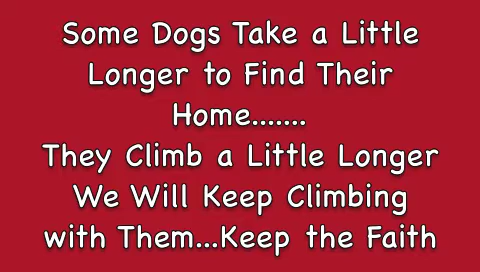 Some Dogs Take a Little
Longer to Find Their
Home.......
They Climb a Little Longer
We Will Keep Climbing
with Them...Keep the Faith